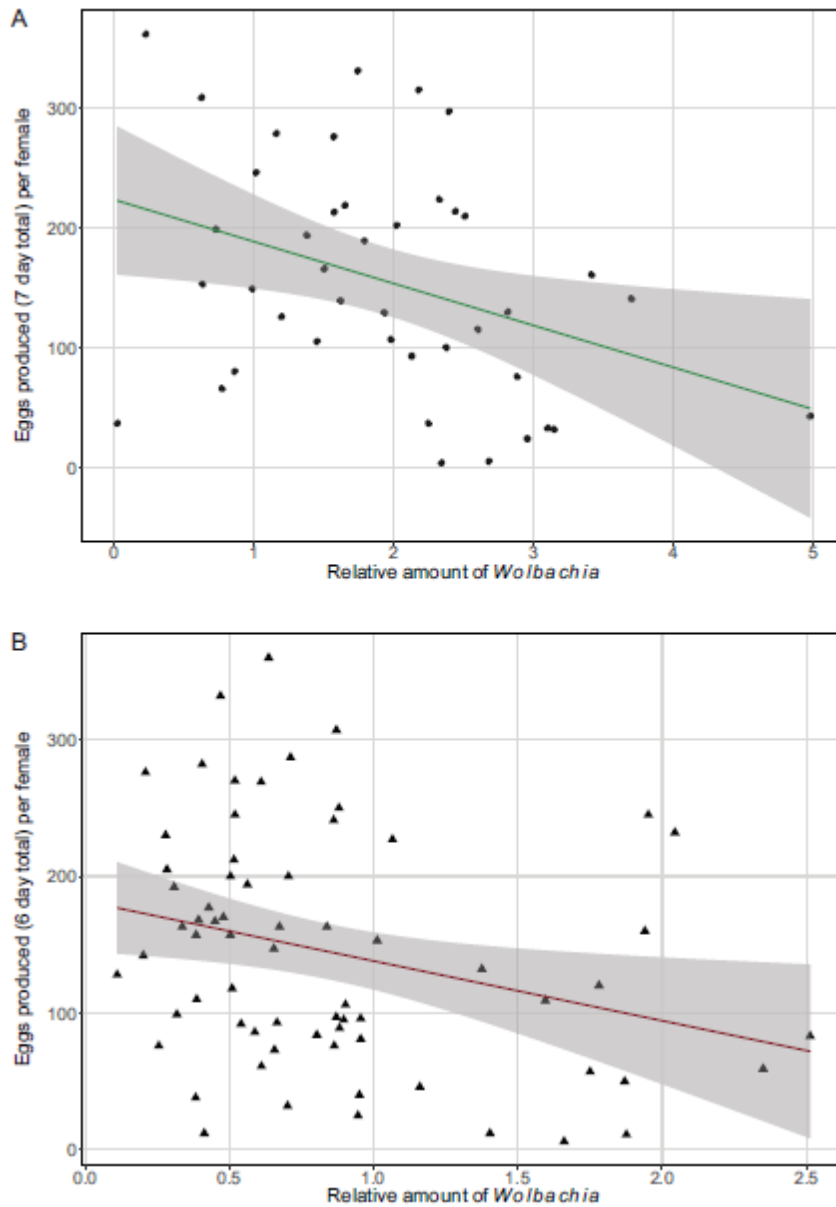 A
Eggs produced (7 day total) per female
300
200
100
0
0 1 2 3 4 5
Relative amount of Wolbachia
B
Eggs produced (6 day total) per female
300
200
100
0
0.0 0.5 1.0 1.5 2.0 2.5
Relative amount of Wolbachia